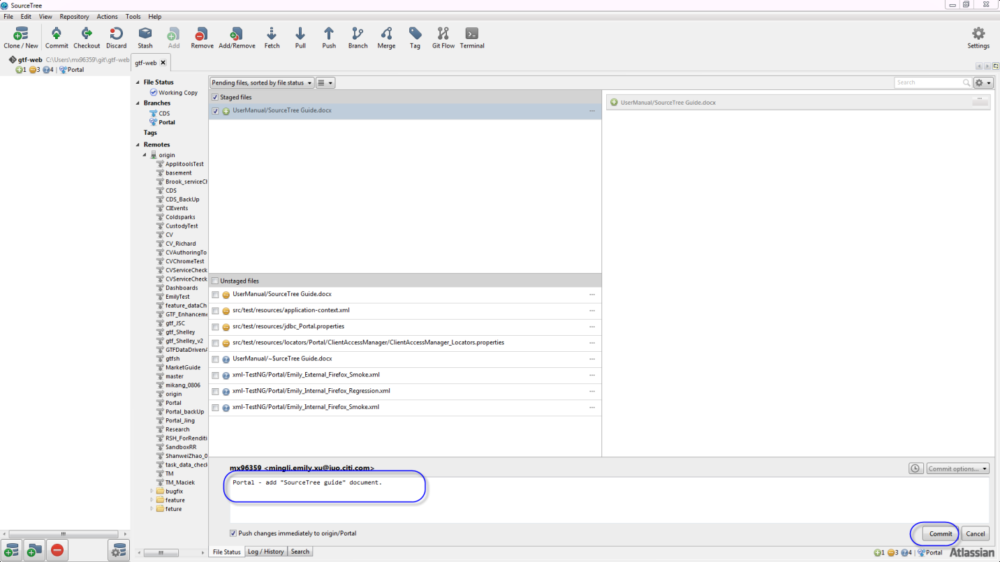 SourceTree
File Edit View Repository Actions Tools Help
Clone / New Commit Checkout Discard Stash Add Remove Add/Remove Fetch Pull Push Branch Merge Tag Git Flow Terminal Settings
gtf-web C:\Users\mx96359\git\gtf-web
1 3 4 | Portal
gtf-web
File Status
Working Copy
Branches
CDS
Portal
Tags
Remotes
origin
ApplitoolsTest
basement
Brook_serviceCh
CDS
CDS_BackUp
CIEvents
Coldsparks
CustodyTest
CV
CV_Richard
CVAuthoringTo
CVChromeTest
CVServiceCheck
CVServiceCheck
Dashboards
EmilyTest
feature_dataCh
GTF_Enhanceme
gtf_JSC
gtf_Shelley
gtf_Shelley_v2
GTFDataDrivenA
gtfsh
MarketGuide
master
mikang_0806
origin
Portal
Portal_backUp
Portal_Jing
Research
RSH_ForRenditi
SandboxRR
ShanweiZhao_0
task_data_check
TM
TM_Maciek
bugfix
feature
feture
Pending files, sorted by file status
Search
Staged files
UserManual/SourceTree Guide.docx
UserManual/SourceTree Guide.docx
Unstaged files
UserManual/SourceTree Guide.docx
src/test/resources/application-context.xml
src/test/resources/jdbc_Portal.properties
src/test/resources/locators/Portal/ClientAccessManager/ClientAccessManager_Locators.properties
UserManual/~$urceTree Guide.docx
xml-TestNG/Portal/Emily_External_Firefox_Smoke.xml
xml-TestNG/Portal/Emily_Internal_Firefox_Regression.xml
xml-TestNG/Portal/Emily_Internal_Firefox_Smoke.xml
mx96359 <mingli.emily.xu@iuo.citi.com>
Commit options...
Portal - add "SourceTree guide" document.
Push changes immediately to origin/Portal
Commit Cancel
File Status Log / History Search
1 3 4 | Portal Atlassian